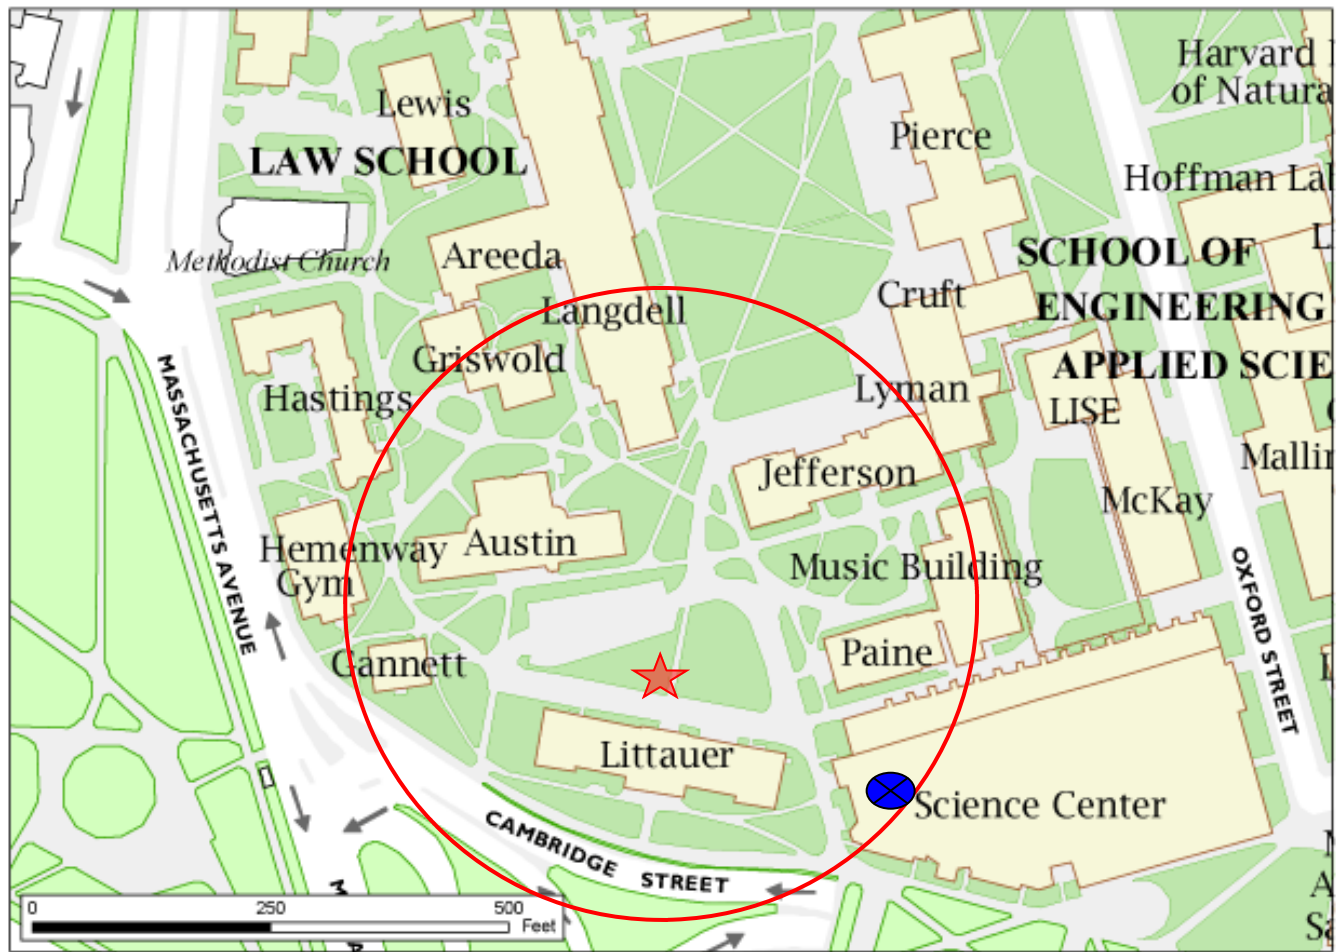 Harvard
of Natura
Lewis
Pierce
LAW SCHOOL
Hoffman Lal
Areeda
SCHOOL OF
Methodist Church
Cruft
ENGINEERING
Langdell
Griswold
APPLIED SCIE
Lyman
Hastings
LISE
MASSACHUSETTS AVENUE
Jefferson
Mallin
McKay
Austin
Hemenway
Gym
Music Building
OXFORD STREET
Paine
Gannett
Littauer
Science Center
CAMBRIDGE STREET
0 250 500
Feet